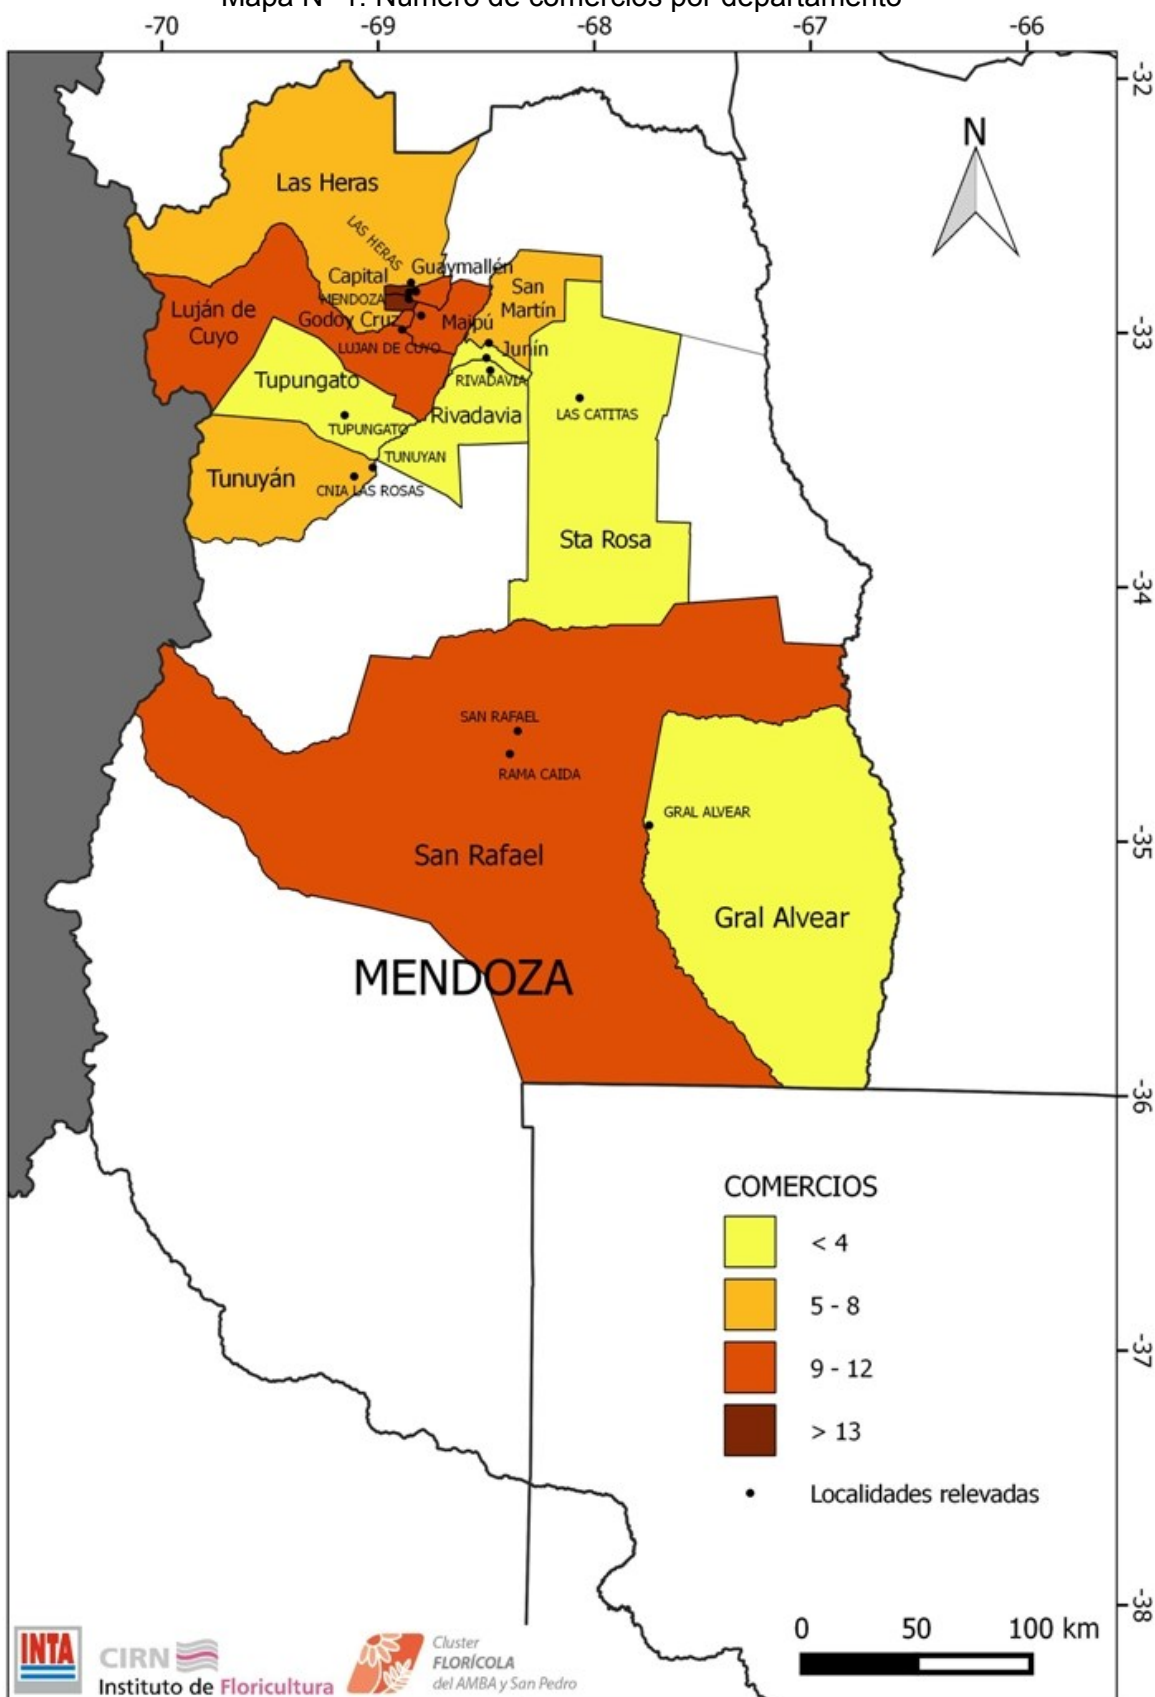 Mapa N° 1. Número de comercios por departamento
-70 -69 -68 -67 -66
-32
N
Las Heras
LAS HERAS
Guaymallén
Capital
San
Martín
MENDOZA
Luján de
Cuyo
Godoy Cruz
Maipú
-33
LUJAN DE CUYO
Junín
Tupungato
RIVADAVIA
Rivadavia
LAS CATITAS
TUPUNGATO
TUNUYAN
Tunuyán
CNIA LAS ROSAS
Sta Rosa
-34
SAN RAFAEL
RAMA CAIDA
GRAL ALVEAR
-35
San Rafael
Gral Alvear
MENDOZA
-36
COMERCIOS
< 4
5 - 8
-37
9 - 12
> 13
Localidades relevadas
-38
0 50 100 km
INTA
CIRN
Instituto de Floricultura
Cluster
FLORÍCOLA
del AMBA y San Pedro